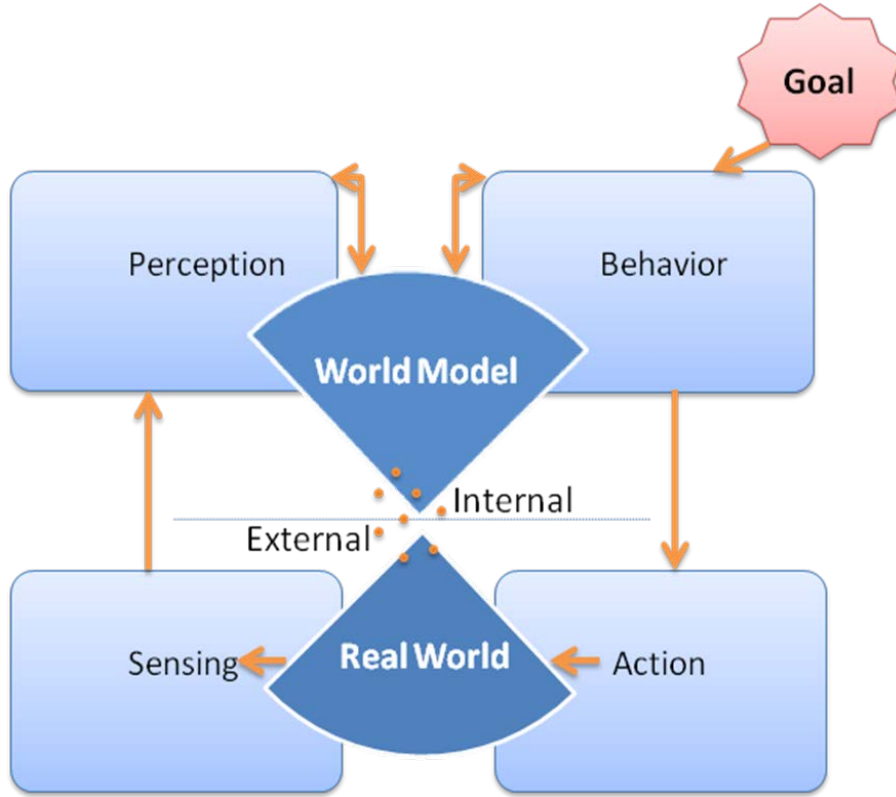 Goal
Perception
Behavior
World Model
Internal
External
Sensing
Real World
Action